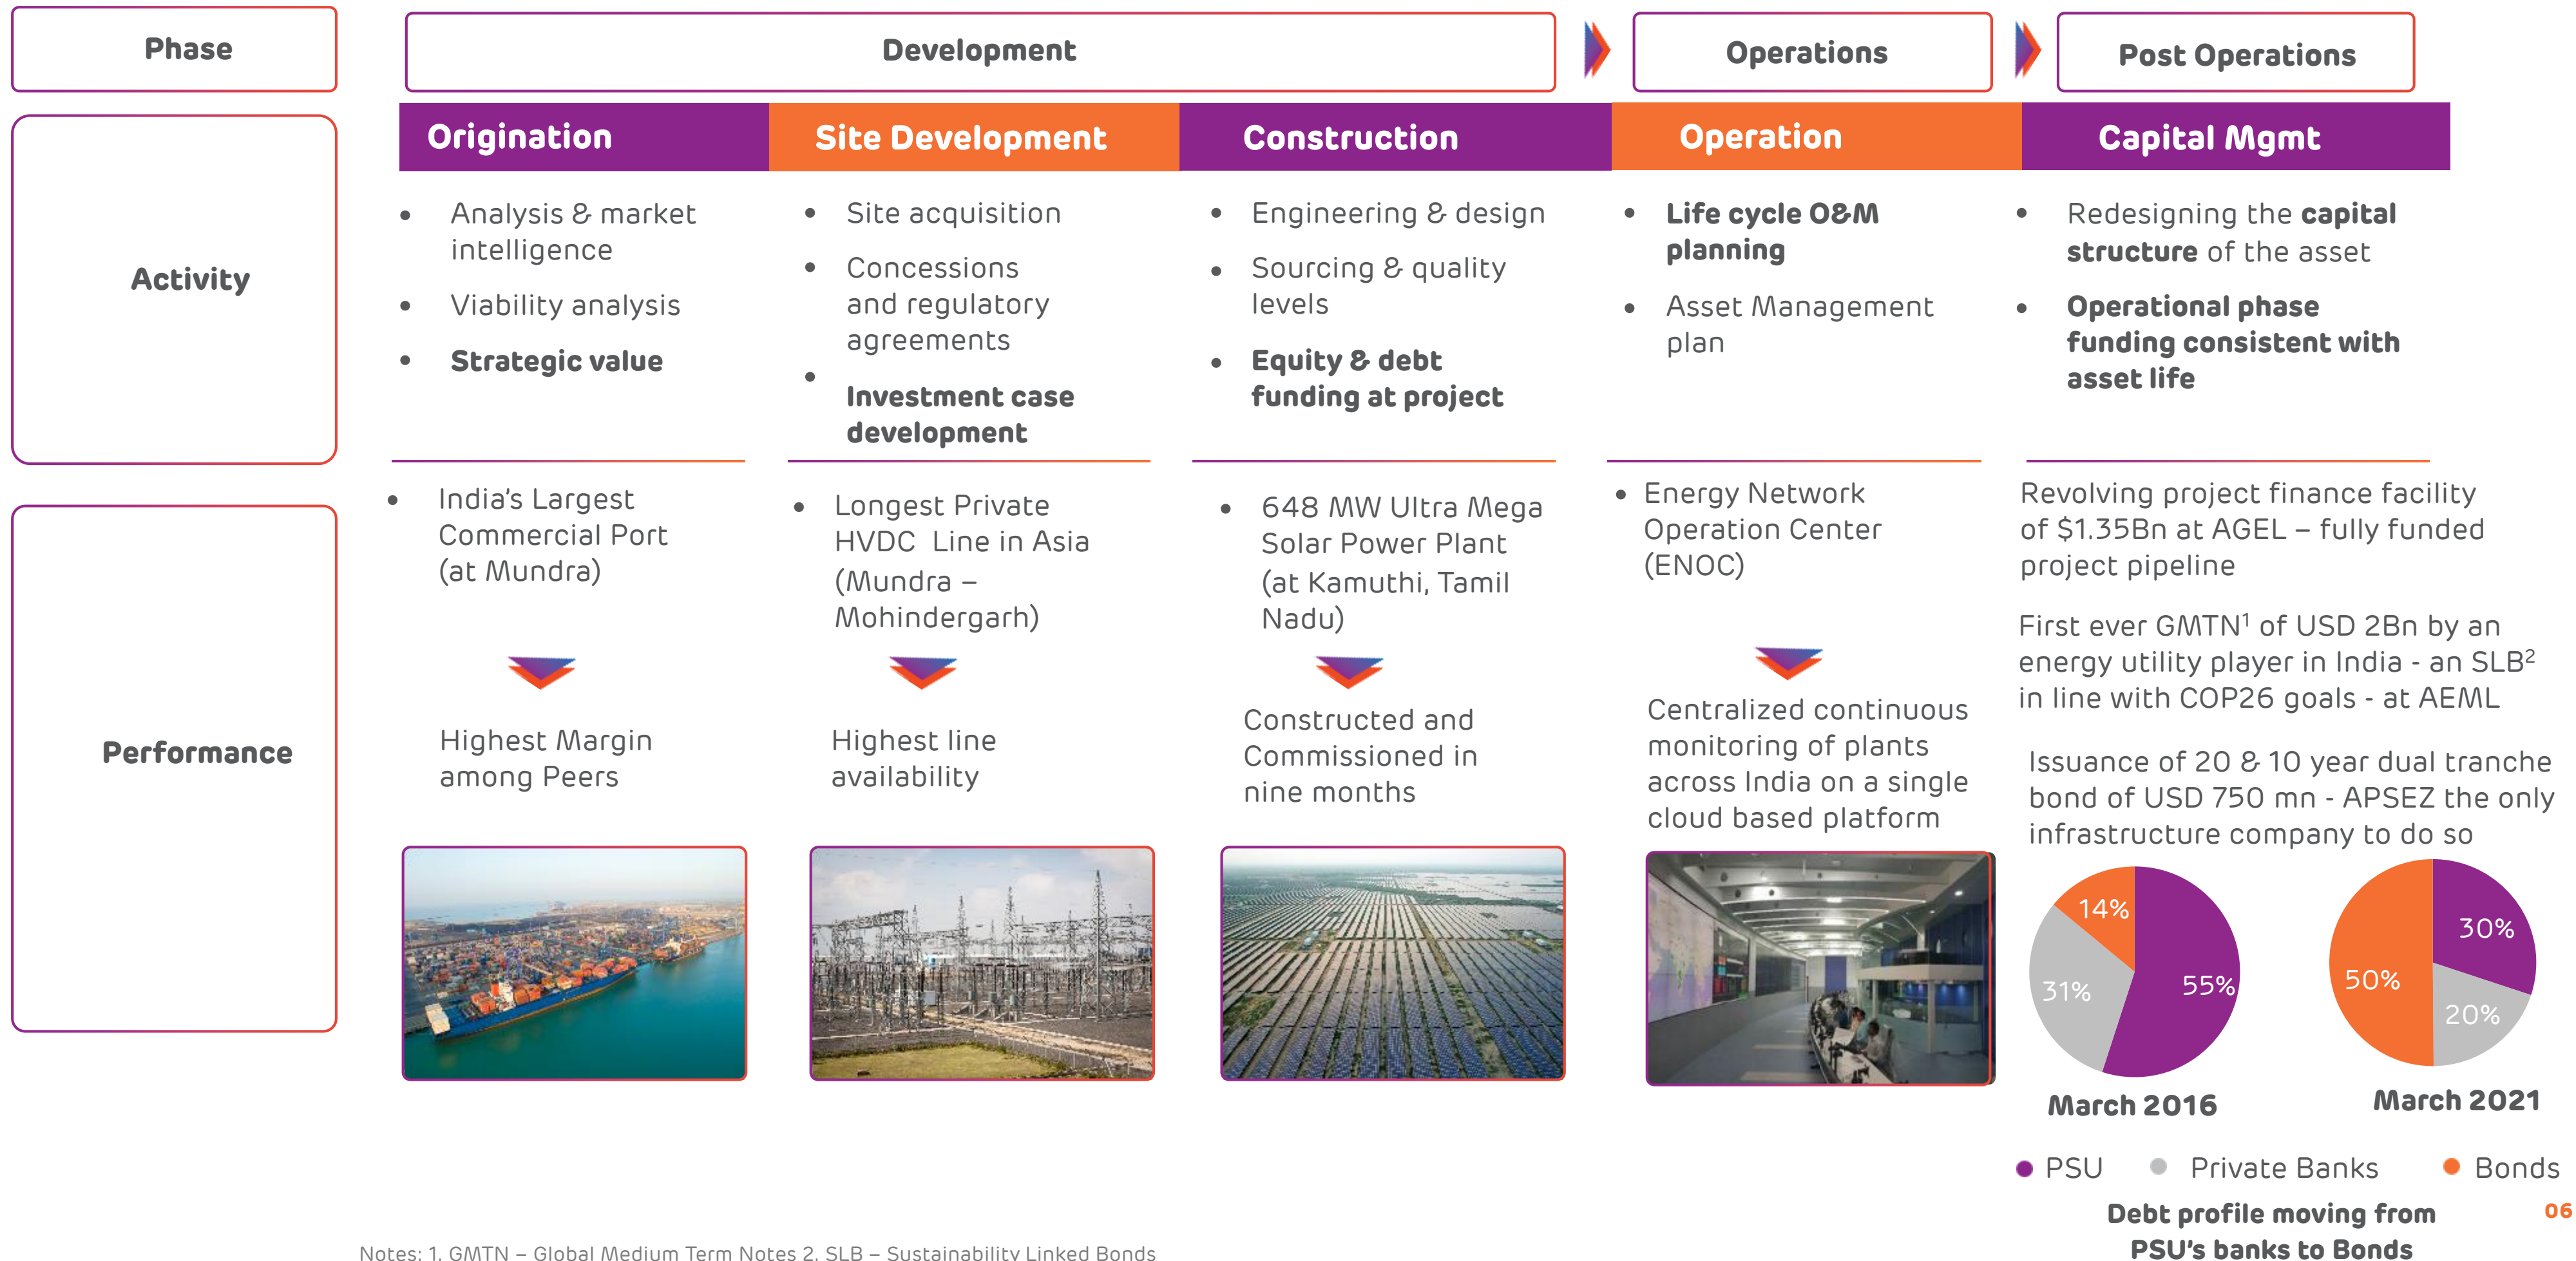 Phase
Development
Operations
Post Operations
Activity
Origination
Site Development
Construction
Operation
Capital Mgmt
• Analysis & market
intelligence
• Viability analysis
• Strategic value
• Site acquisition
• Concessions
and regulatory
agreements
• Investment case
development
• Engineering & design
• Sourcing & quality
levels
• Equity & debt
funding at project
• Life cycle O&M
planning
• Asset Management
plan
• Redesigning the capital
structure of the asset
• Operational phase
funding consistent with
asset life
Performance
• India's Largest
Commercial Port
(at Mundra)
Highest Margin
among Peers
• Longest Private
HVDC Line in Asia
(Mundra –
Mohindergarh)
Highest line
availability
• 648 MW Ultra Mega
Solar Power Plant
(at Kamuthi, Tamil
Nadu)
Constructed and
Commissioned in
nine months
• Energy Network
Operation Center
(ENOC)
Centralized continuous
monitoring of plants
across India on a single
cloud based platform
Revolving project finance facility
of $1.35Bn at AGEL – fully funded
project pipeline
First ever GMTN¹ of USD 2Bn by an
energy utility player in India - an SLB²
in line with COP26 goals - at AEML
Issuance of 20 & 10 year dual tranche
bond of USD 750 mn - APSEZ the only
infrastructure company to do so
14%
31%
55%
March 2016
30%
50%
20%
March 2021
PSU
Private Banks
Bonds
Debt profile moving from
PSU's banks to Bonds
06
Notes: 1. GMTN – Global Medium Term Notes 2. SLB – Sustainability Linked Bonds